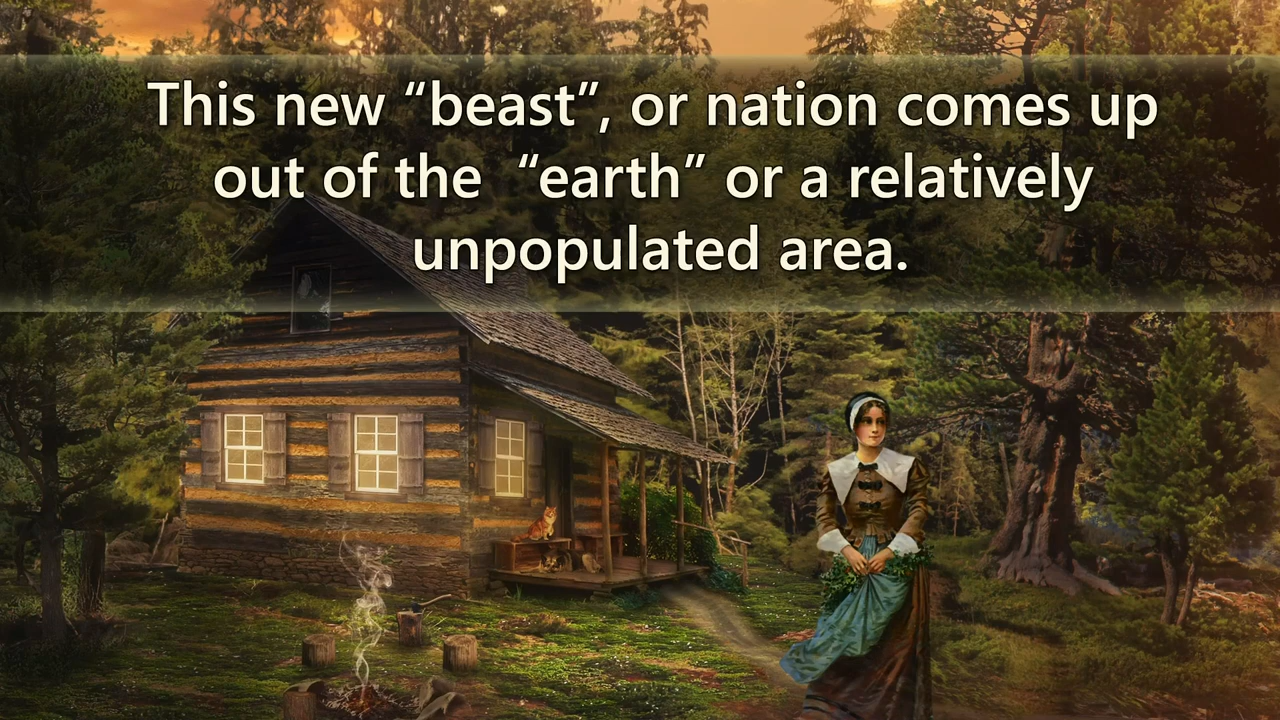 This new “beast”, or nation comes up
out of the “earth” or a relatively
unpopulated area.